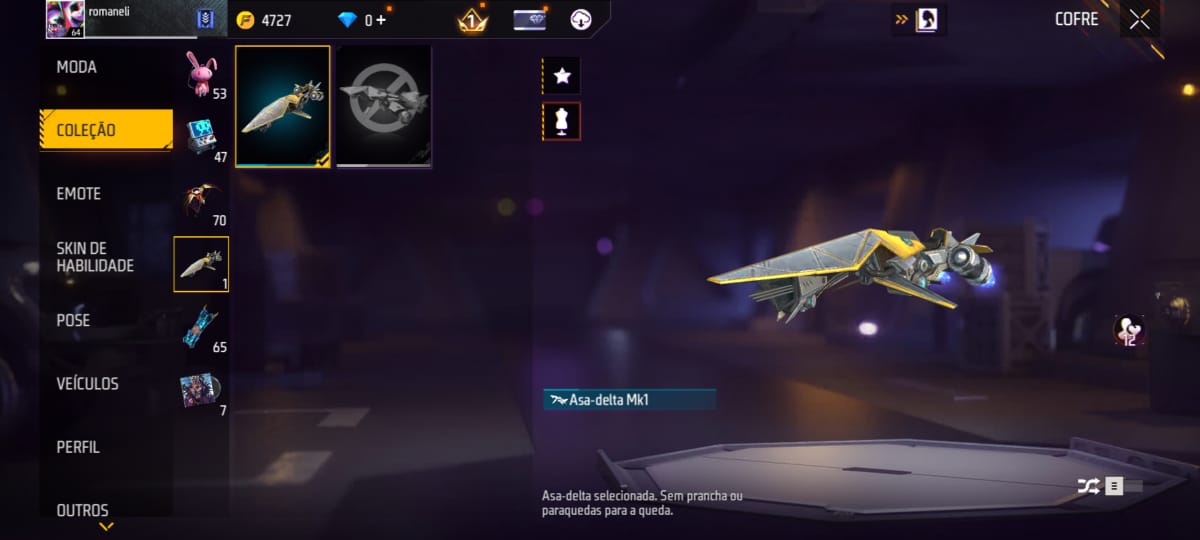 romaneli
64
4727
0+
1
COFRE
MODA
53
COLEÇÃO
47
EMOTE
70
SKIN DE
HABILIDADE
1
POSE
65
VEÍCULOS
7
PERFIL
OUTROS
12
Asa-delta Mk1
Asa-delta selecionada. Sem prancha ou
paraquedas para a queda.